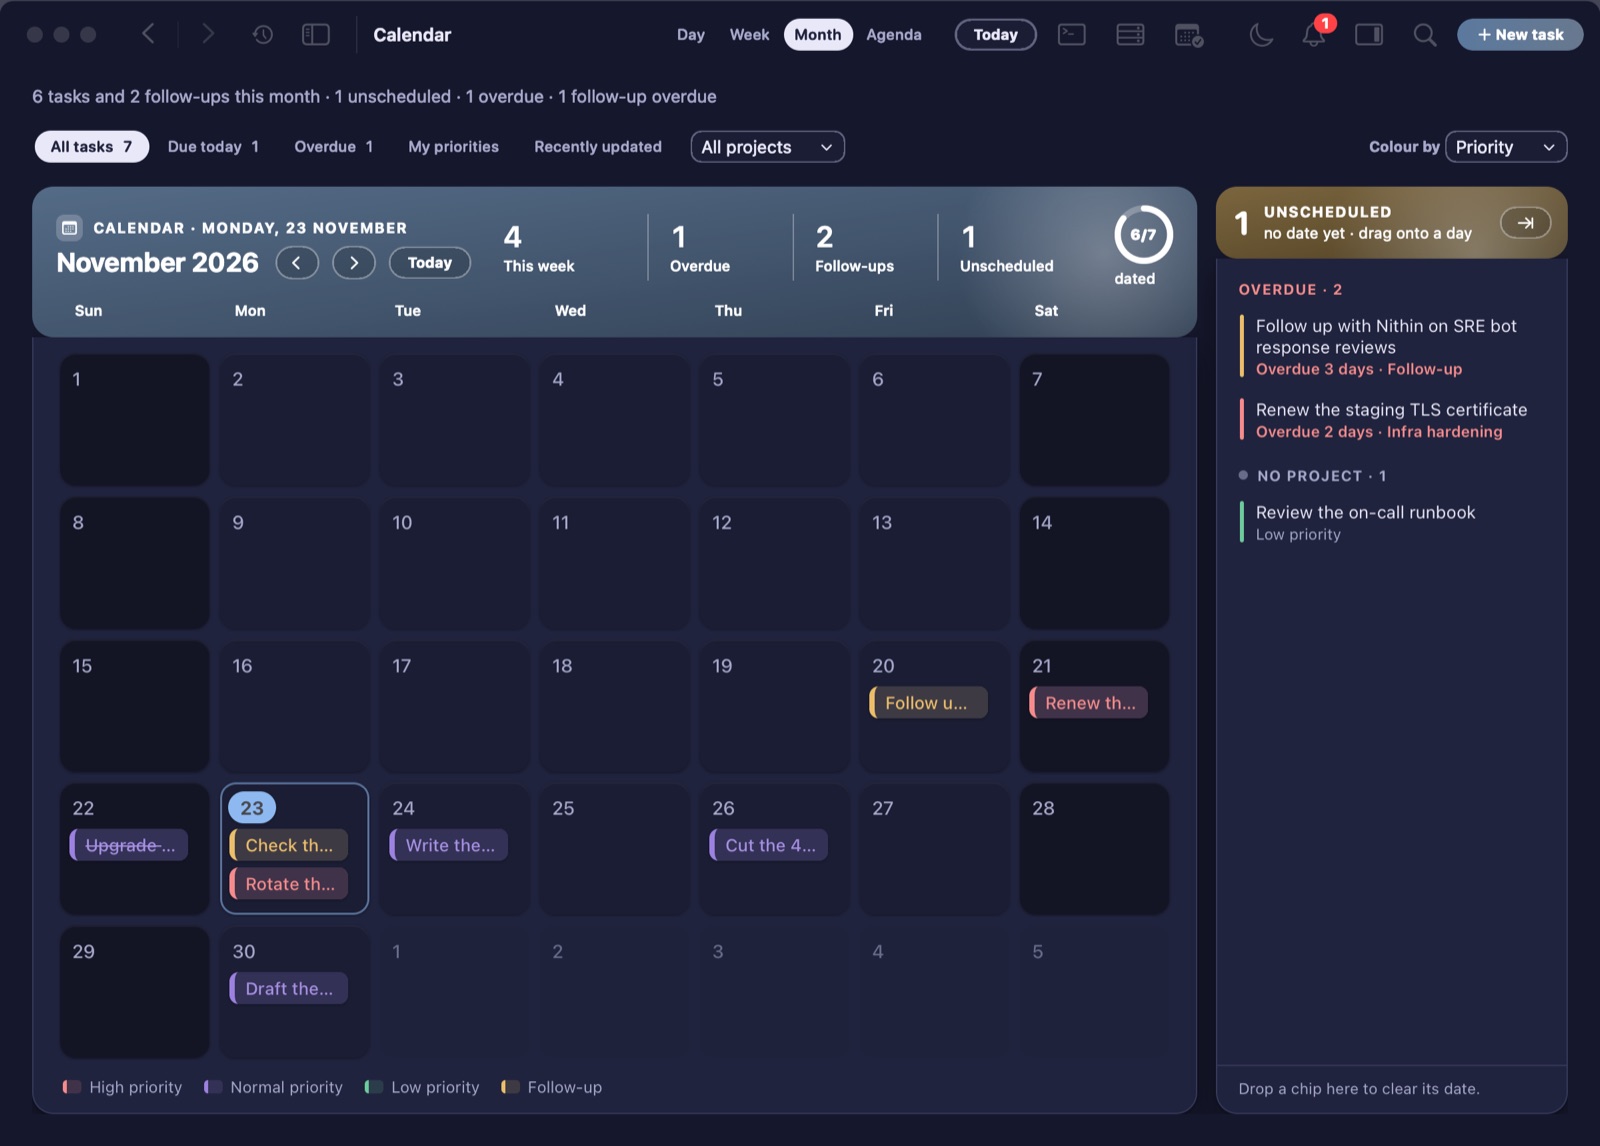 Calendar
Day Week Month Agenda
Today
1
+ New task
6 tasks and 2 follow-ups this month · 1 unscheduled · 1 overdue · 1 follow-up overdue
All tasks 7
Due today 1
Overdue 1
My priorities
Recently updated
All projects
Colour by Priority
CALENDAR · MONDAY, 23 NOVEMBER
November 2026
Today
4
This week
1
Overdue
2
Follow-ups
1
Unscheduled
6/7
dated
Sun Mon Tue Wed Thu Fri Sat
1 2 3 4 5 6 7
8 9 10 11 12 13 14
15 16 17 18 19 20 21
Follow u... Renew th...
22 23 24 25 26 27 28
Upgrade ... Check th... Write the... Cut the 4...
Rotate th...
29 30 1 2 3 4 5
Draft the...
High priority Normal priority Low priority Follow-up
1
UNSCHEDULED
no date yet · drag onto a day
OVERDUE · 2
Follow up with Nithin on SRE bot
response reviews
Overdue 3 days · Follow-up
Renew the staging TLS certificate
Overdue 2 days · Infra hardening
NO PROJECT · 1
Review the on-call runbook
Low priority
Drop a chip here to clear its date.